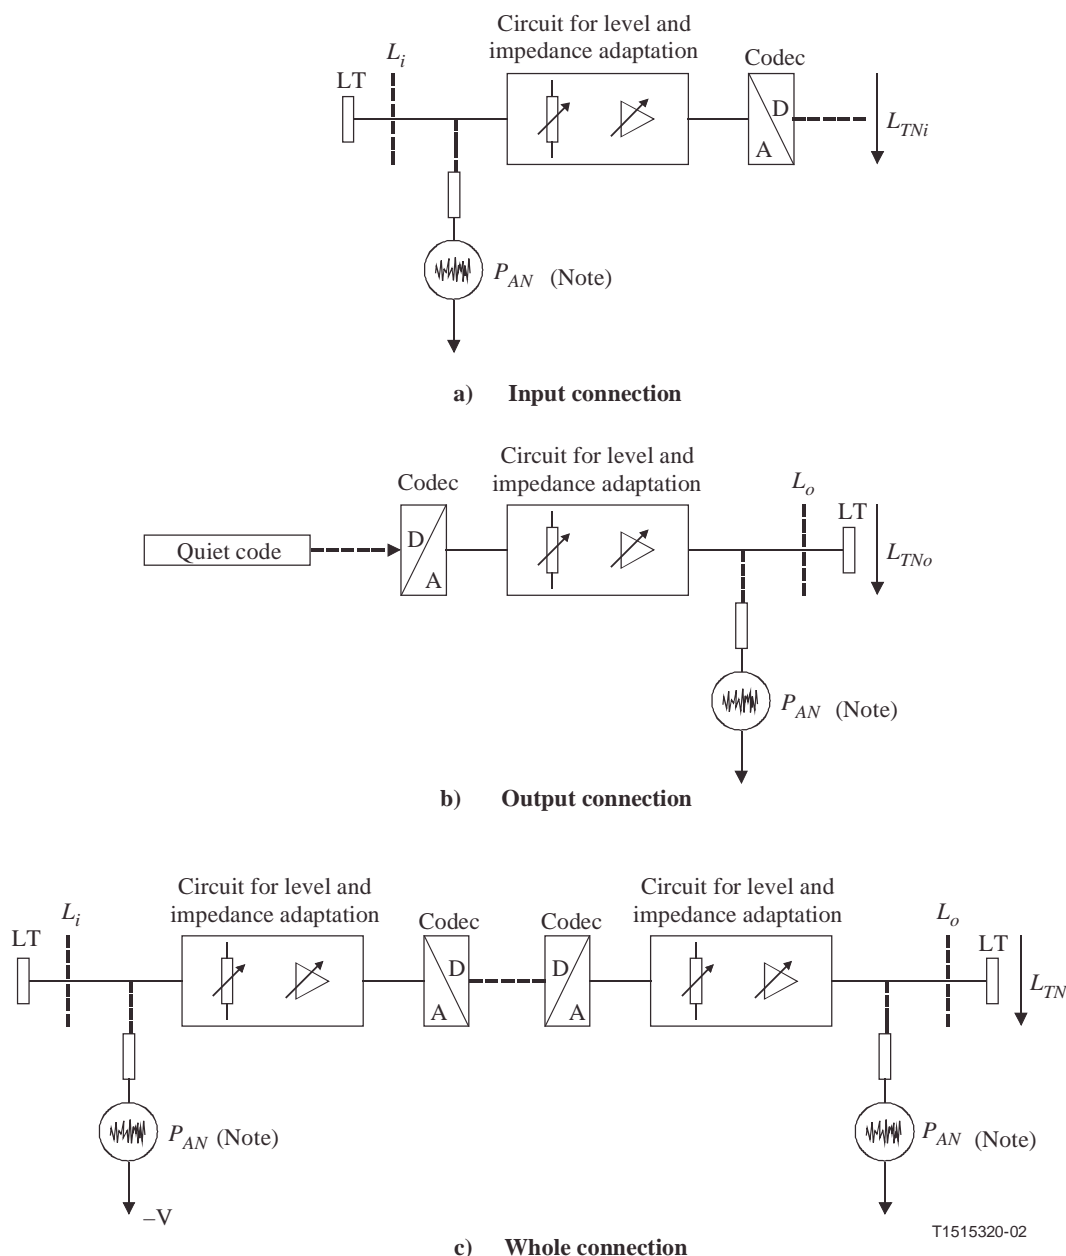 Circuit for level and
impedance adaptation
Codec
L_i
LT
D
A
L_TNi
P_AN (Note)
a) Input connection
Circuit for level and
impedance adaptation
Codec
L_o
LT
Quiet code
D
A
L_TNo
P_AN (Note)
b) Output connection
Circuit for level and
impedance adaptation
Circuit for level and
impedance adaptation
L_i
Codec
Codec
L_o
LT
LT
D
A
D
A
L_TN
P_AN (Note)
P_AN (Note)
–V
T1515320-02
c) Whole connection